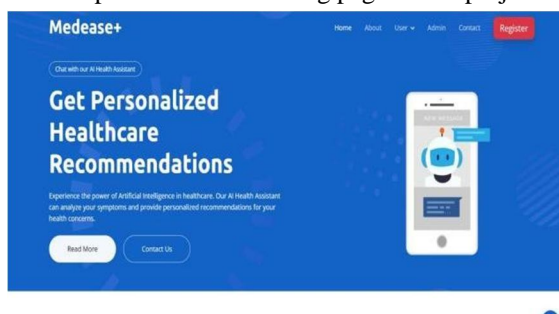 Medease+
Home About User Admin Contact Register
Chat with our AI Health Assistant
Get Personalized
Healthcare
Recommendations
Experience the power of Artificial Intelligence in healthcare. Our AI Health Assistant
can analyze your symptoms and provide personalized recommendations for your
health concerns.
Read More Contact Us